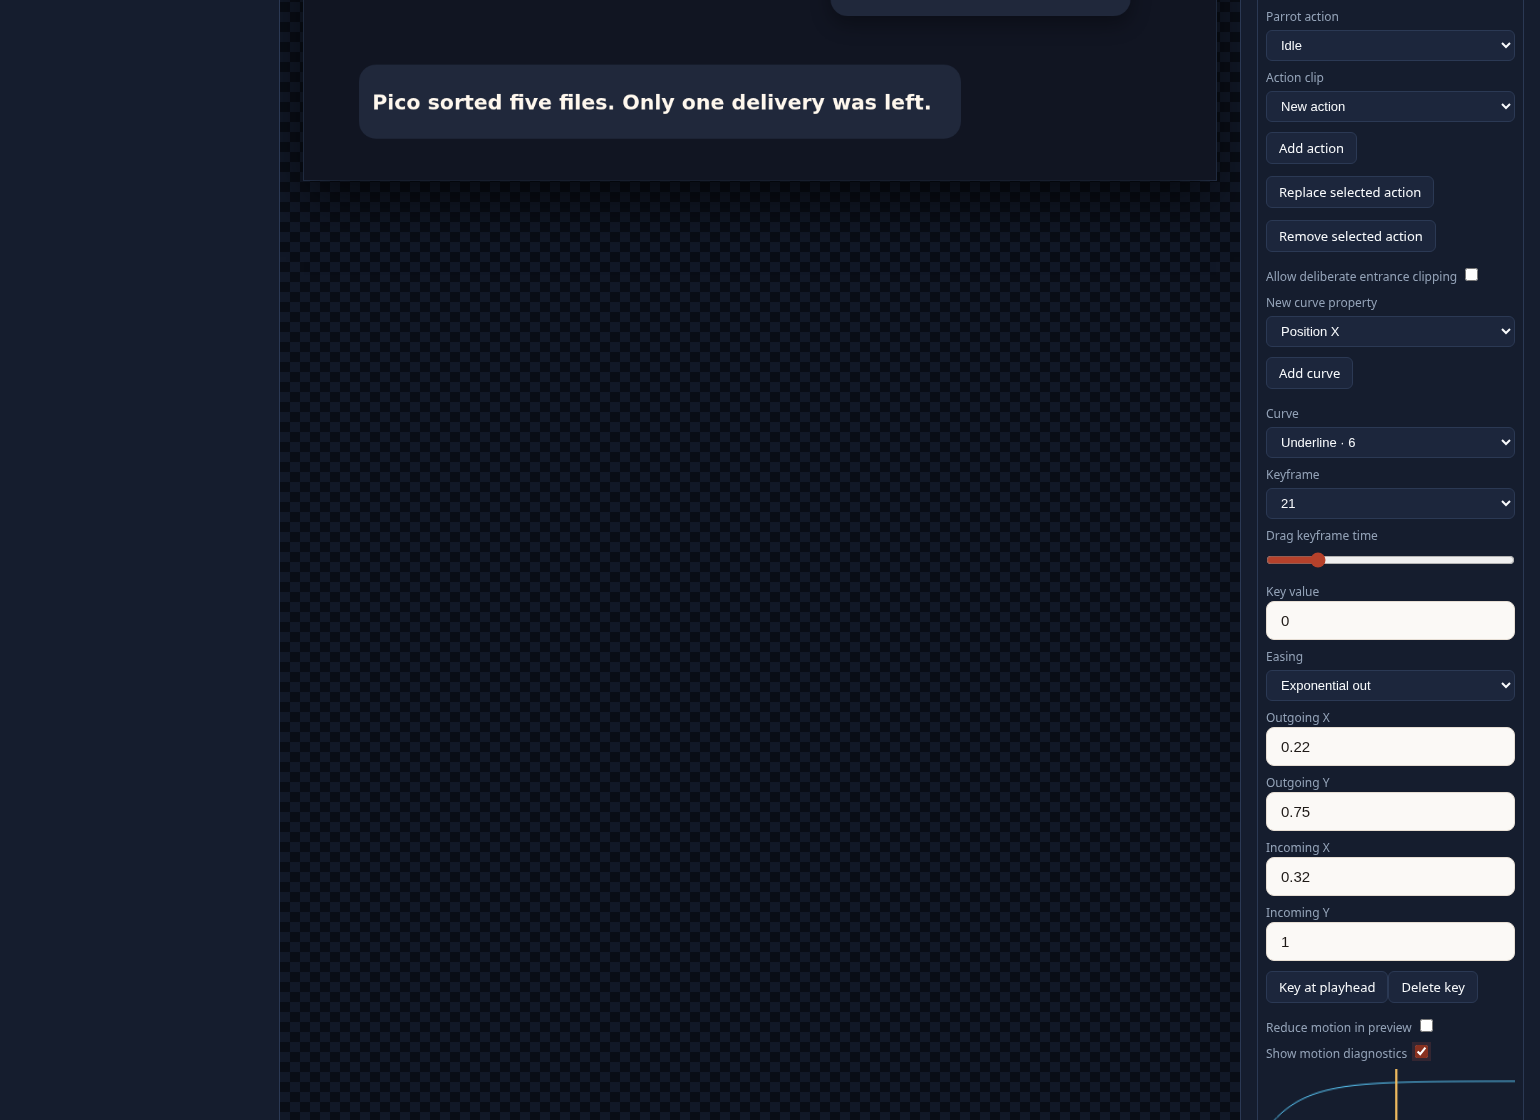 Pico sorted five files. Only one delivery was left.
Parrot action
Idle
Action clip
New action
Add action
Replace selected action
Remove selected action
Allow deliberate entrance clipping
New curve property
Position X
Add curve
Curve
Underline · 6
Keyframe
21
Drag keyframe time
Key value
0
Easing
Exponential out
Outgoing X
0.22
Outgoing Y
0.75
Incoming X
0.32
Incoming Y
1
Key at playhead Delete key
Reduce motion in preview
Show motion diagnostics